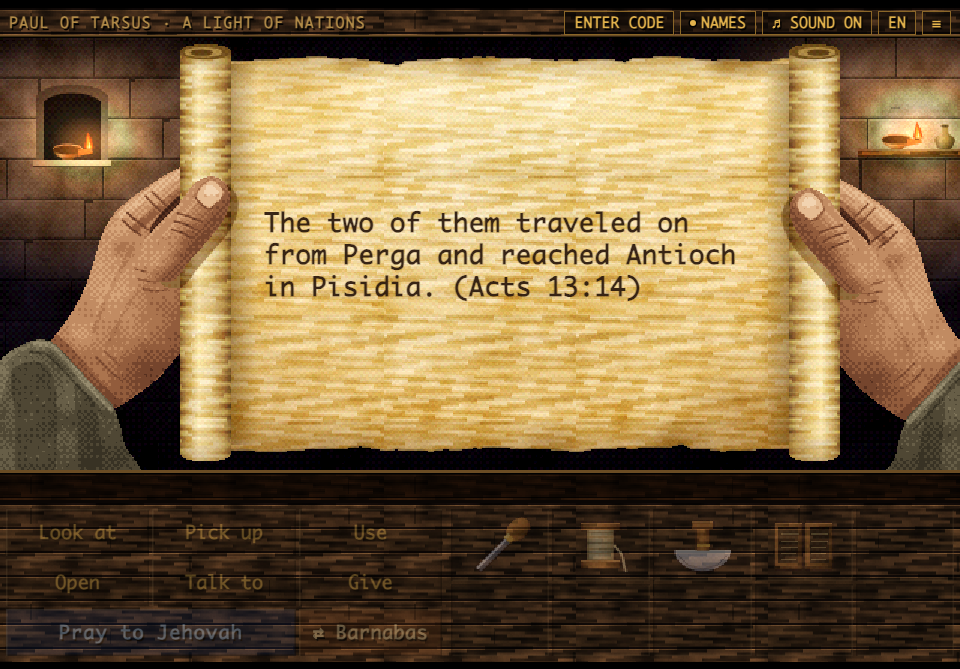 PAUL OF TARSUS · A LIGHT OF NATIONS
ENTER CODE
• NAMES
♬ SOUND ON
EN
≡
The two of them traveled on
from Perga and reached Antioch
in Pisidia. (Acts 13:14)
Look at
Pick up
Use
Open
Talk to
Give
Pray to Jehovah
⇄ Barnabas